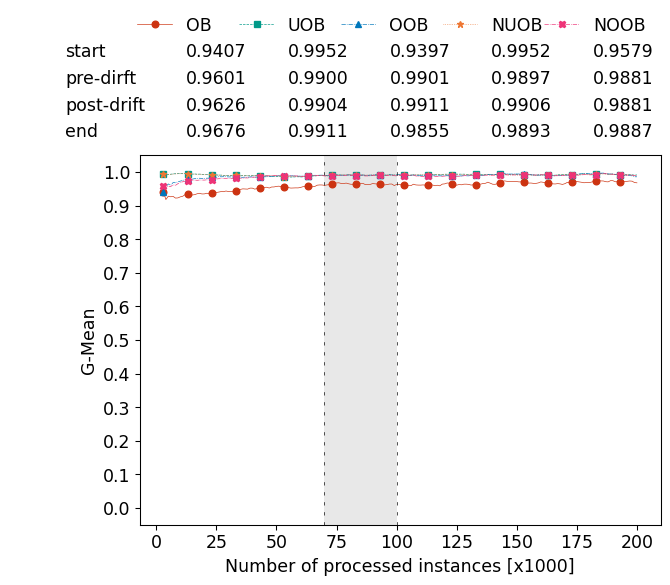 OB UOB OOB NUOB NOOB
start 0.9407 0.9952 0.9397 0.9952 0.9579
pre-dirft 0.9601 0.9900 0.9901 0.9897 0.9881
post-drift 0.9626 0.9904 0.9911 0.9906 0.9881
end 0.9676 0.9911 0.9855 0.9893 0.9887
1.0
0.9
0.8
0.7
0.6
0.5
0.4
0.3
0.2
0.1
0.0
G-Mean
0 25 50 75 100 125 150 175 200
Number of processed instances [x1000]